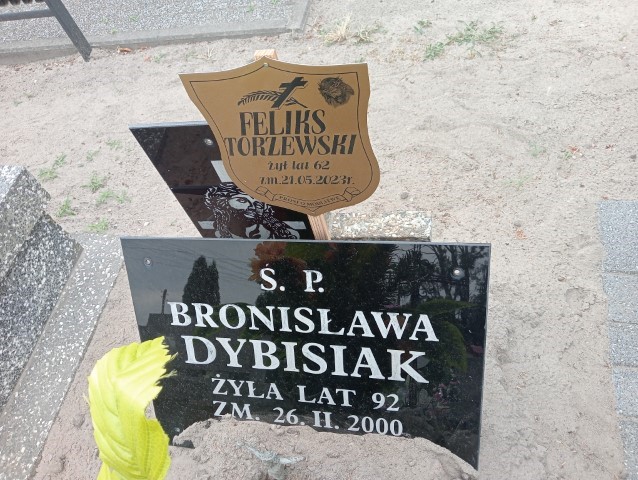 FELIKS
TORZEWSKI
żył lat 62
zm.21.05.2023r.
Ś. P.
BRONISŁAWA
DYBISIAK
ŻYŁA LAT 92
ZM. 26. II. 2000